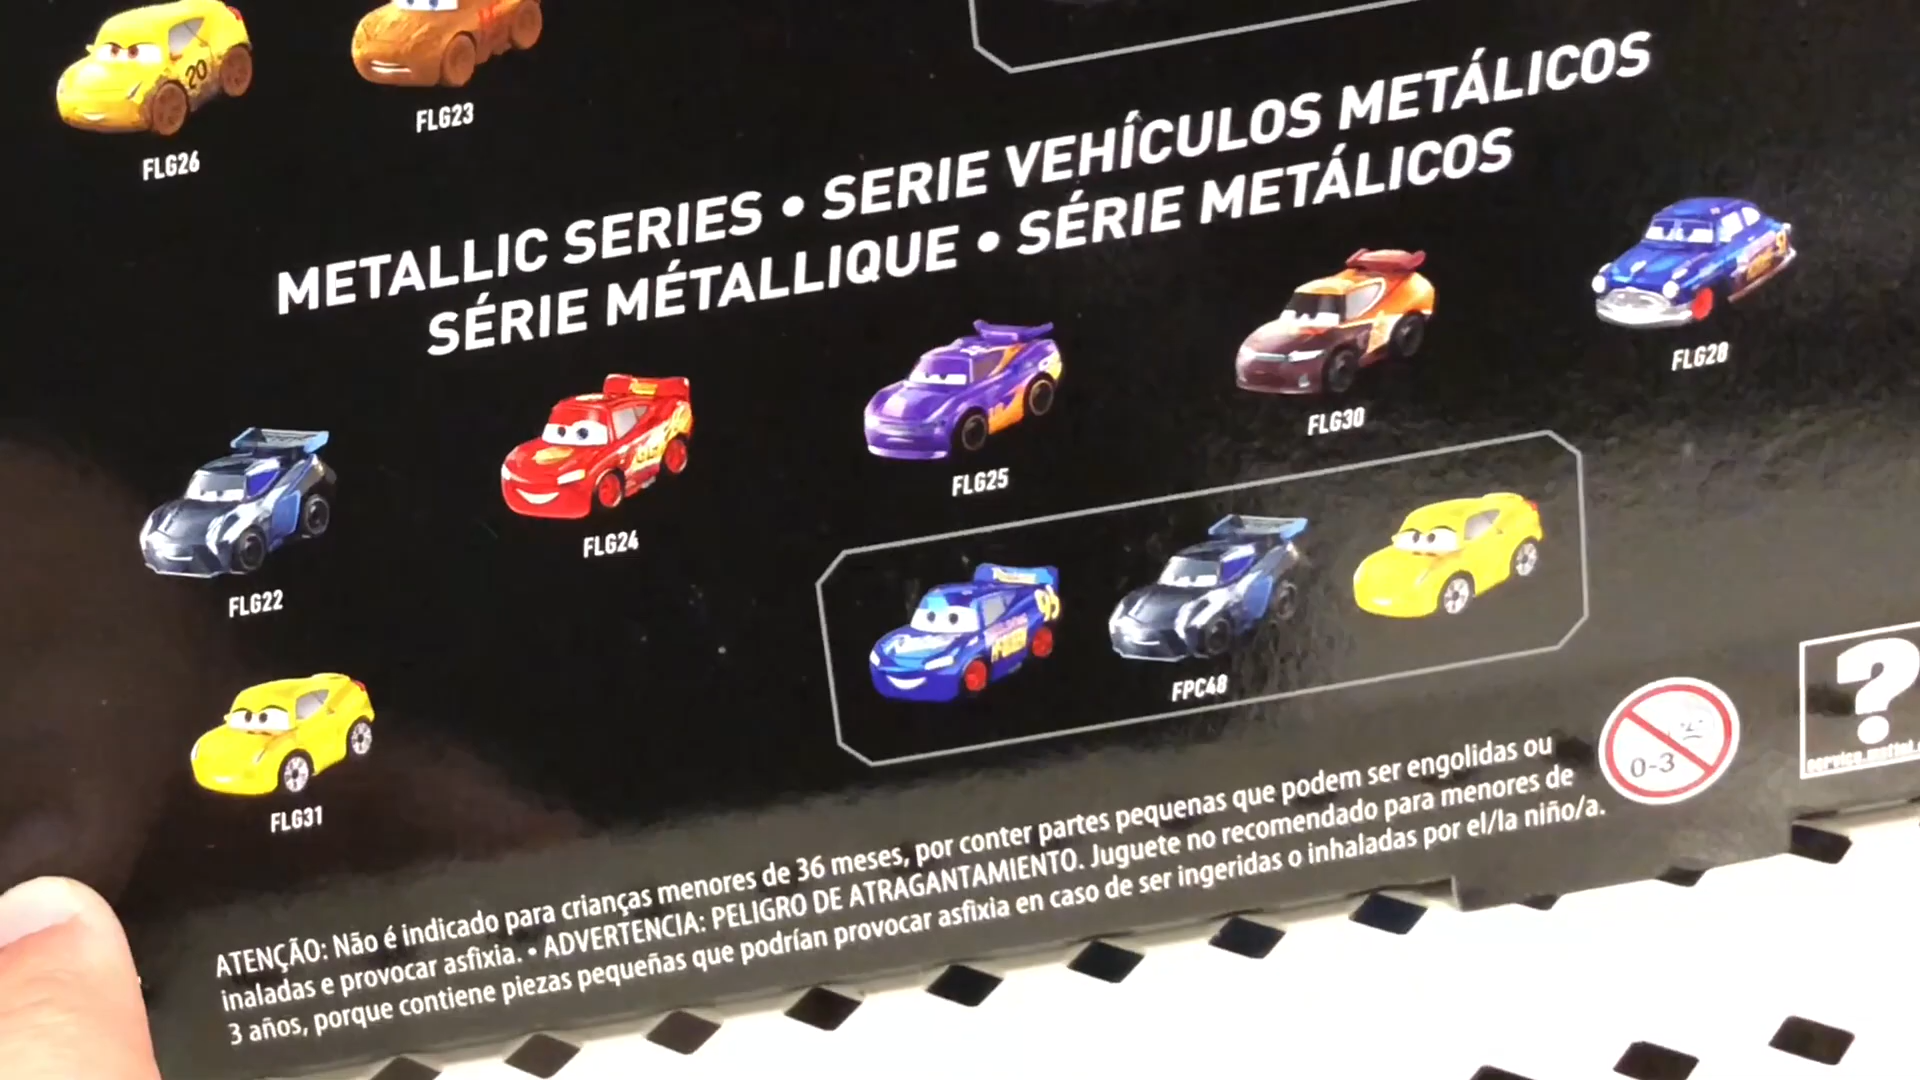 20
FLG26
FLG23
METALLIC SERIES • SERIE VEHÍCULOS METÁLICOS
SÉRIE MÉTALLIQUE • SÉRIE METÁLICOS
FLG22
FLG24
FLG25
FLG30
FLG28
FLG31
95
FPC48
0-3
?
ATENÇÃO: Não é indicado para crianças menores de 36 meses, por conter partes pequenas que podem ser engolidas ou
inaladas e provocar asfixia. • ADVERTENCIA: PELIGRO DE ATRAGANTAMIENTO. Juguete no recomendado para menores de
3 años, porque contiene piezas pequeñas que podrían provocar asfixia en caso de ser ingeridas o inhaladas por el/la niño/a.